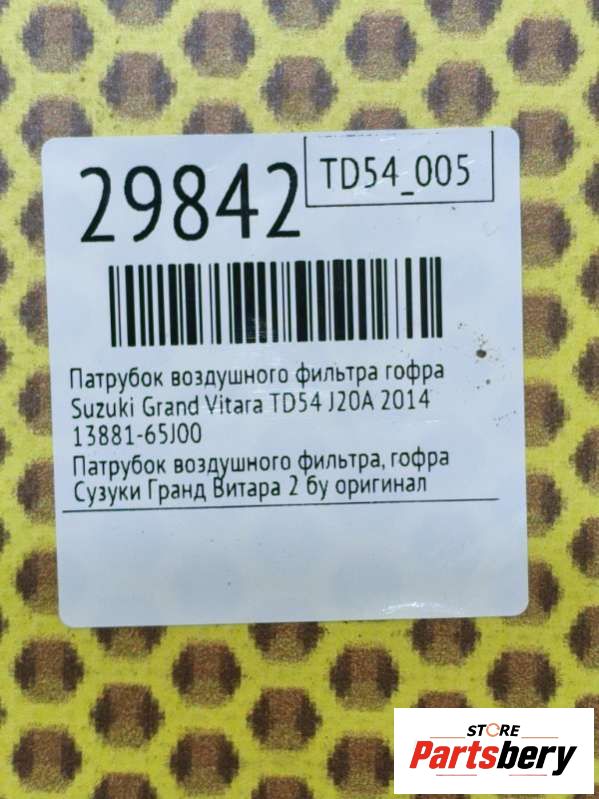 29842
TD54_005
Патрубок воздушного фильтра гофра
Suzuki Grand Vitara TD54 J20A 2014
13881-65J00
Патрубок воздушного фильтра, гофра
Сузуки Гранд Витара 2 бу оригинал
STORE
Partsbery